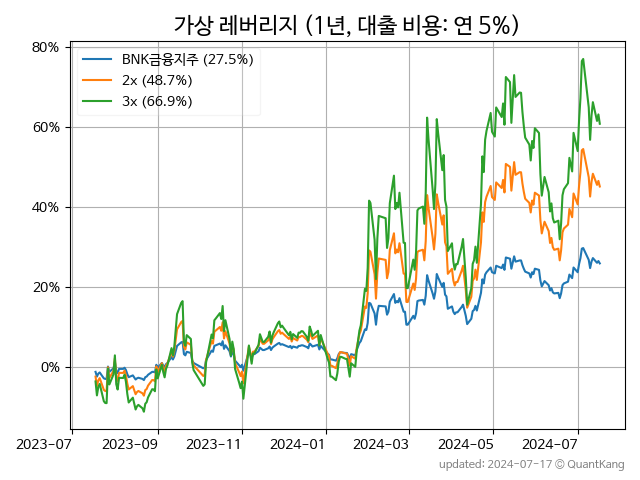 가상 레버리지 (1년, 대출 비용: 연 5%)
BNK금융지주 (27.5%)
2x (48.7%)
3x (66.9%)
80%
60%
40%
20%
0%
2023-07 2023-09 2023-11 2024-01 2024-03 2024-05 2024-07
updated: 2024-07-17 © QuantKang